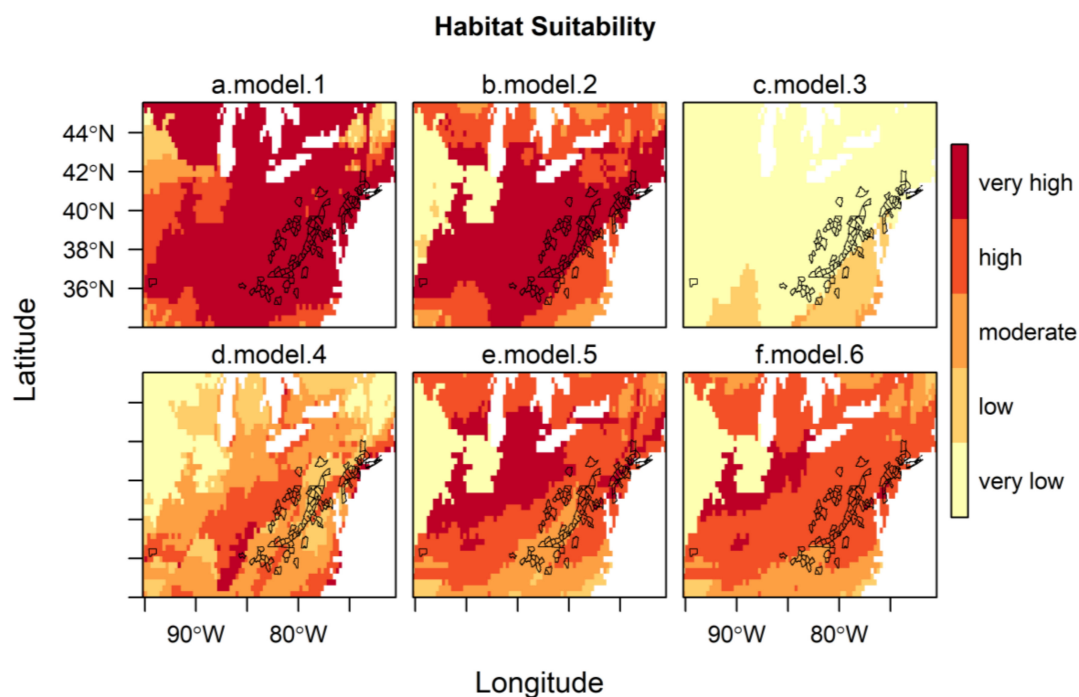 Habitat Suitability
a.model.1
b.model.2
c.model.3
44°N
42°N
40°N
38°N
36°N
very high
high
moderate
low
very low
Latitude
d.model.4
e.model.5
f.model.6
90°W
80°W
90°W
80°W
Longitude